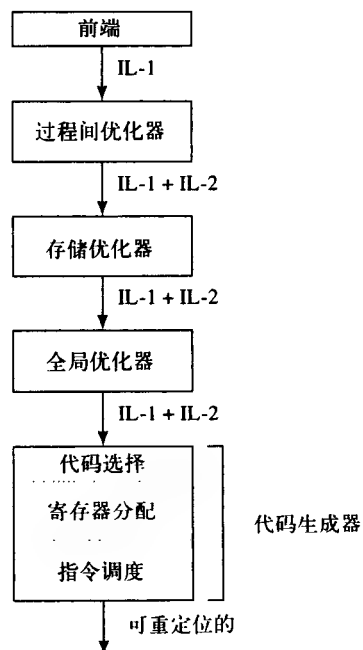 前端
IL-1
过程间优化器
IL-1 + IL-2
存储优化器
IL-1 + IL-2
全局优化器
IL-1 + IL-2
代码选择
寄存器分配
代码生成器
指令调度
可重定位的